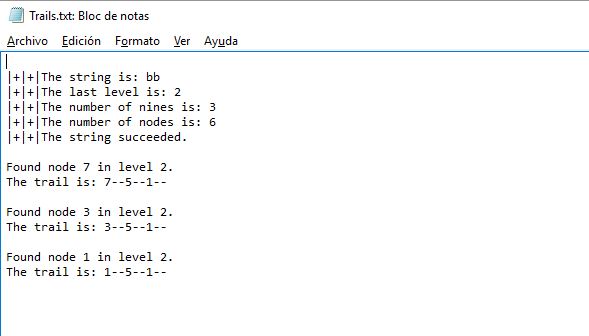 Trails.txt: Bloc de notas
Archivo Edición Formato Ver Ayuda
|+|+|The string is: bb
|+|+|The last level is: 2
|+|+|The number of nines is: 3
|+|+|The number of nodes is: 6
|+|+|The string succeeded.
Found node 7 in level 2.
The trail is: 7--5--1--
Found node 3 in level 2.
The trail is: 3--5--1--
Found node 1 in level 2.
The trail is: 1--5--1--